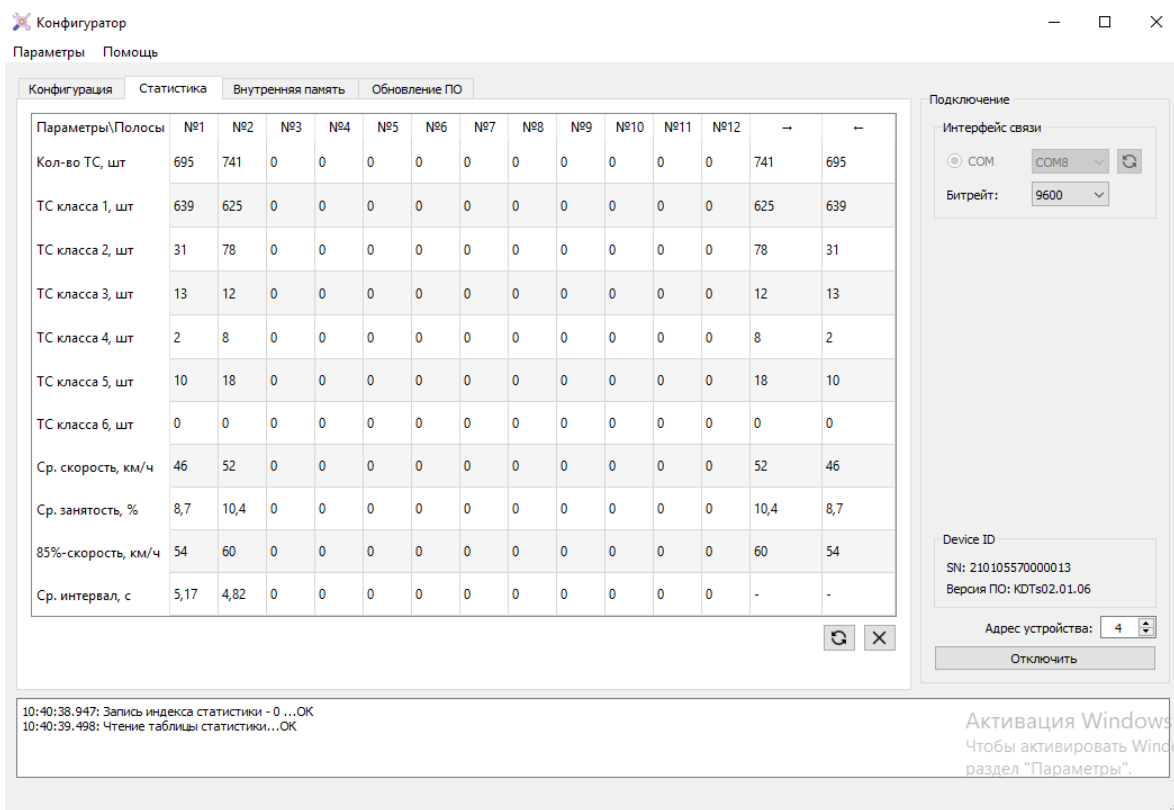 Конфигуратор
Параметры Помощь
Конфигурация Статистика Внутренняя память Обновление ПО
Параметры\Полосы №1 №2 №3 №4 №5 №6 №7 №8 №9 №10 №11 №12 → ←
Кол-во ТС, шт 695 741 0 0 0 0 0 0 0 0 0 0 741 695
ТС класса 1, шт 639 625 0 0 0 0 0 0 0 0 0 0 625 639
ТС класса 2, шт 31 78 0 0 0 0 0 0 0 0 0 0 78 31
ТС класса 3, шт 13 12 0 0 0 0 0 0 0 0 0 0 12 13
ТС класса 4, шт 2 8 0 0 0 0 0 0 0 0 0 0 8 2
ТС класса 5, шт 10 18 0 0 0 0 0 0 0 0 0 0 18 10
ТС класса 6, шт 0 0 0 0 0 0 0 0 0 0 0 0 0 0
Ср. скорость, км/ч 46 52 0 0 0 0 0 0 0 0 0 0 52 46
Ср. занятость, % 8,7 10,4 0 0 0 0 0 0 0 0 0 0 10,4 8,7
85%-скорость, км/ч 54 60 0 0 0 0 0 0 0 0 0 0 60 54
Ср. интервал, с 5,17 4,82 0 0 0 0 0 0 0 0 0 0 - -
Подключение
Интерфейс связи
COM COM8
Битрейт: 9600
Device ID
SN: 210105570000013
Версия ПО: KDTs02.01.06
Адрес устройства: 4
Отключить
10:40:38.947: Запись индекса статистики - 0 ...OK
10:40:39.498: Чтение таблицы статистики...OK
Активация Windows
Чтобы активировать Wind
раздел "Параметры".